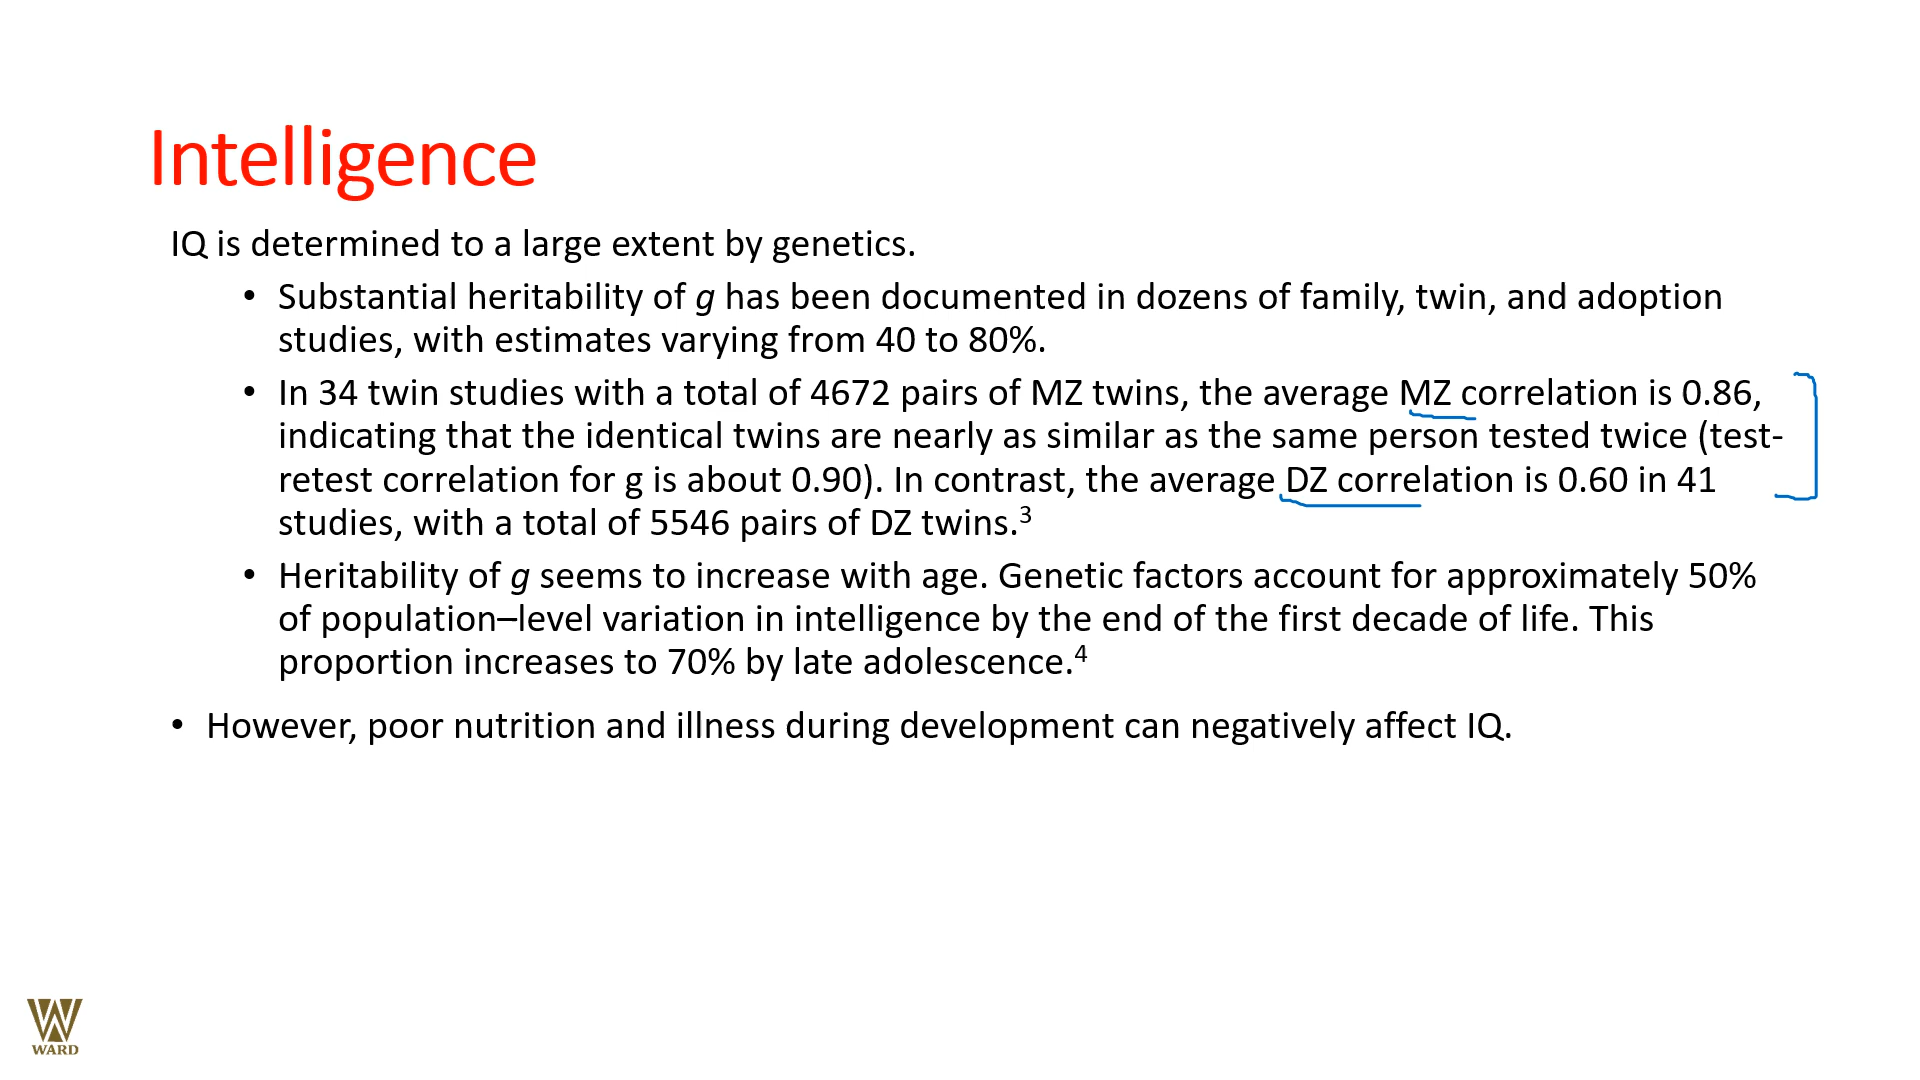 Intelligence
IQ is determined to a large extent by genetics.
• Substantial heritability of g has been documented in dozens of family, twin, and adoption
studies, with estimates varying from 40 to 80%.
• In 34 twin studies with a total of 4672 pairs of MZ twins, the average MZ correlation is 0.86,
indicating that the identical twins are nearly as similar as the same person tested twice (test-
retest correlation for g is about 0.90). In contrast, the average DZ correlation is 0.60 in 41
studies, with a total of 5546 pairs of DZ twins.³
• Heritability of g seems to increase with age. Genetic factors account for approximately 50%
of population–level variation in intelligence by the end of the first decade of life. This
proportion increases to 70% by late adolescence.⁴
• However, poor nutrition and illness during development can negatively affect IQ.
WARD